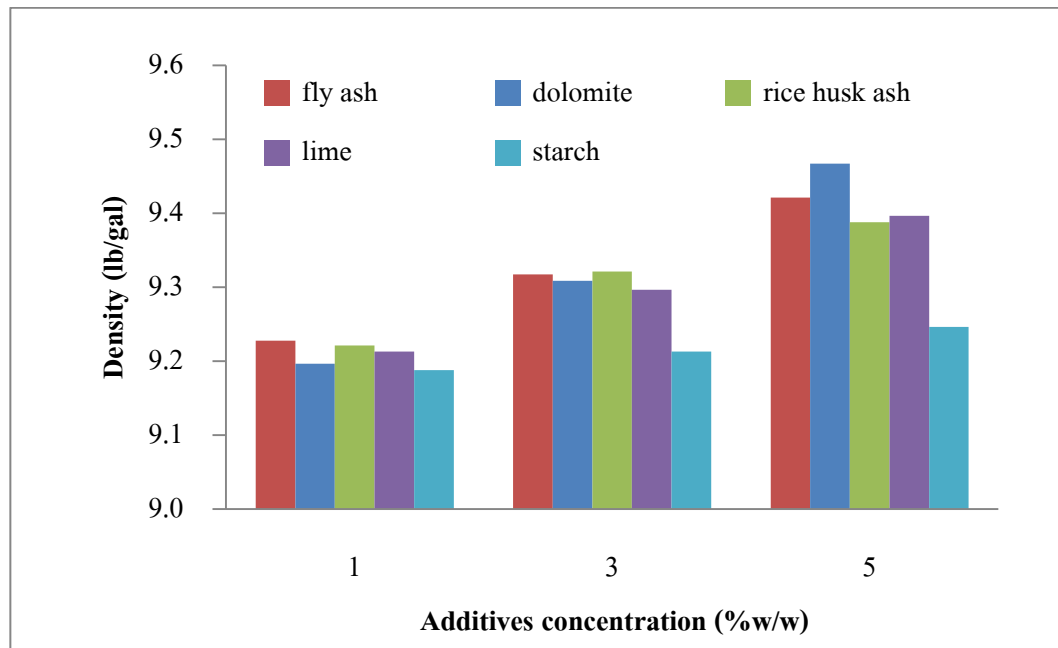 9.6
9.5
9.4
9.3
9.2
9.1
9.0
Density (lb/gal)
fly ash dolomite rice husk ash
lime starch
1 3 5
Additives concentration (%w/w)